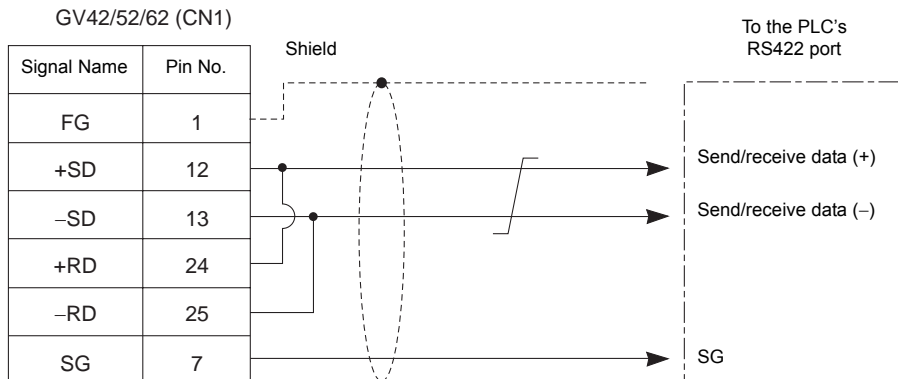 GV42/52/62 (CN1)
Shield
To the PLC's
RS422 port
Signal Name Pin No.
FG 1
+SD 12
−SD 13
+RD 24
−RD 25
SG 7
Send/receive data (+)
Send/receive data (−)
SG